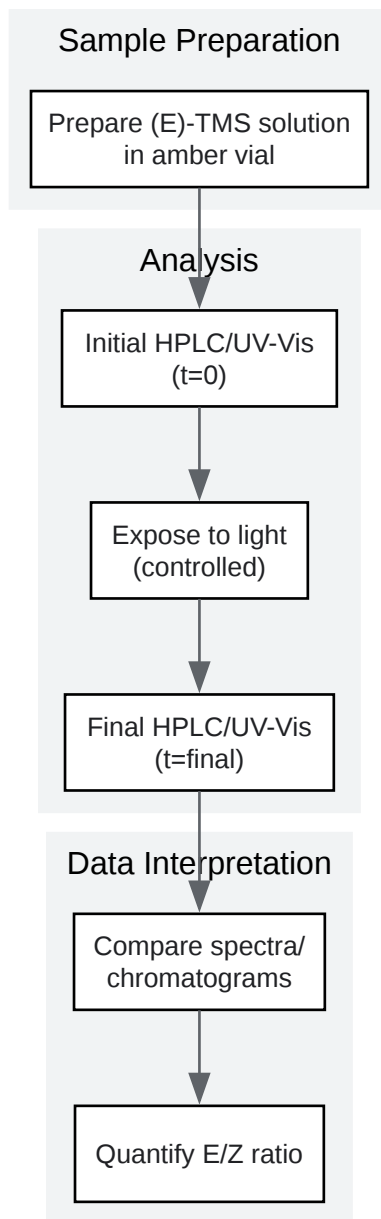 Sample Preparation
Prepare (E)-TMS solution
in amber vial
Analysis
Initial HPLC/UV-Vis
(t=0)
Expose to light
(controlled)
Final HPLC/UV-Vis
(t=final)
Data Interpretation
Compare spectra/
chromatograms
Quantify E/Z ratio